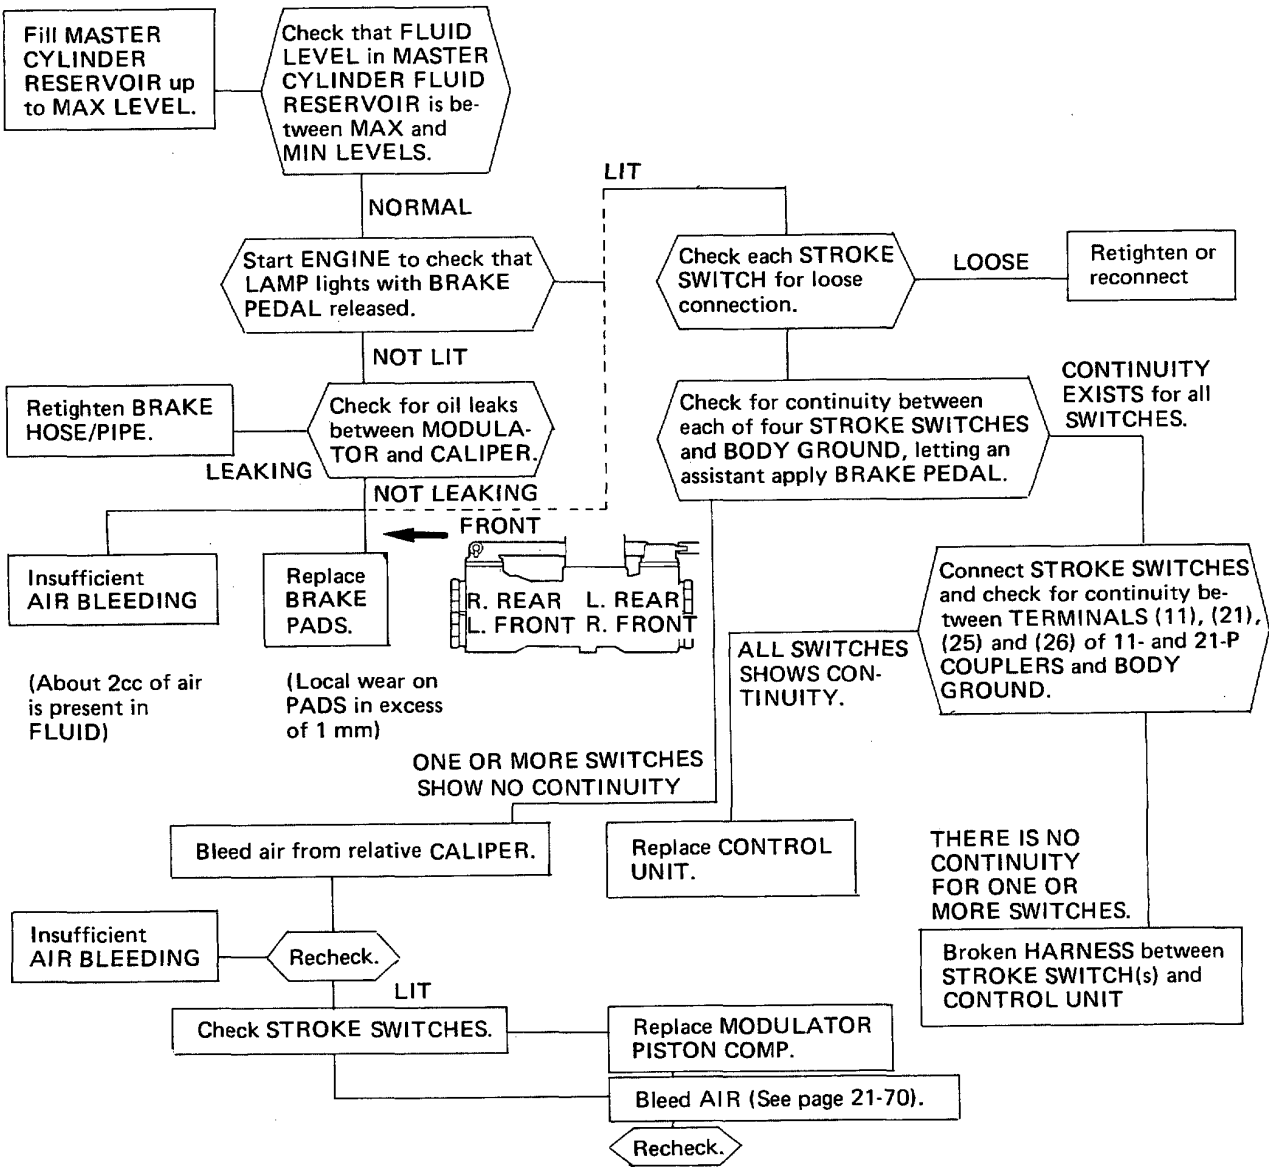 Fill MASTER
CYLINDER
RESERVOIR up
to MAX LEVEL.
Check that FLUID
LEVEL in MASTER
CYLINDER FLUID
RESERVOIR is be-
tween MAX and
MIN LEVELS.
NORMAL
LIT
Start ENGINE to check that
LAMP lights with BRAKE
PEDAL released.
Check each STROKE
SWITCH for loose
connection.
LOOSE
Retighten or
reconnect
NOT LIT
Retighten BRAKE
HOSE/PIPE.
Check for oil leaks
between MODULA-
TOR and CALIPER.
LEAKING
NOT LEAKING
Check for continuity between
each of four STROKE SWITCHES
and BODY GROUND, letting an
assistant apply BRAKE PEDAL.
CONTINUITY
EXISTS for all
SWITCHES.
FRONT
Insufficient
AIR BLEEDING
Replace
BRAKE
PADS.
R. REAR L. REAR
L. FRONT R. FRONT
(About 2cc of air
is present in
FLUID)
(Local wear on
PADS in excess
of 1 mm)
ALL SWITCHES
SHOWS CON-
TINUITY.
Connect STROKE SWITCHES
and check for continuity be-
tween TERMINALS (11), (21),
(25) and (26) of 11- and 21-P
COUPLERS and BODY
GROUND.
ONE OR MORE SWITCHES
SHOW NO CONTINUITY
Bleed air from relative CALIPER.
Replace CONTROL
UNIT.
THERE IS NO
CONTINUITY
FOR ONE OR
MORE SWITCHES.
Insufficient
AIR BLEEDING
Recheck.
Broken HARNESS between
STROKE SWITCH(s) and
CONTROL UNIT
LIT
Check STROKE SWITCHES.
Replace MODULATOR
PISTON COMP.
Bleed AIR (See page 21-70).
Recheck.